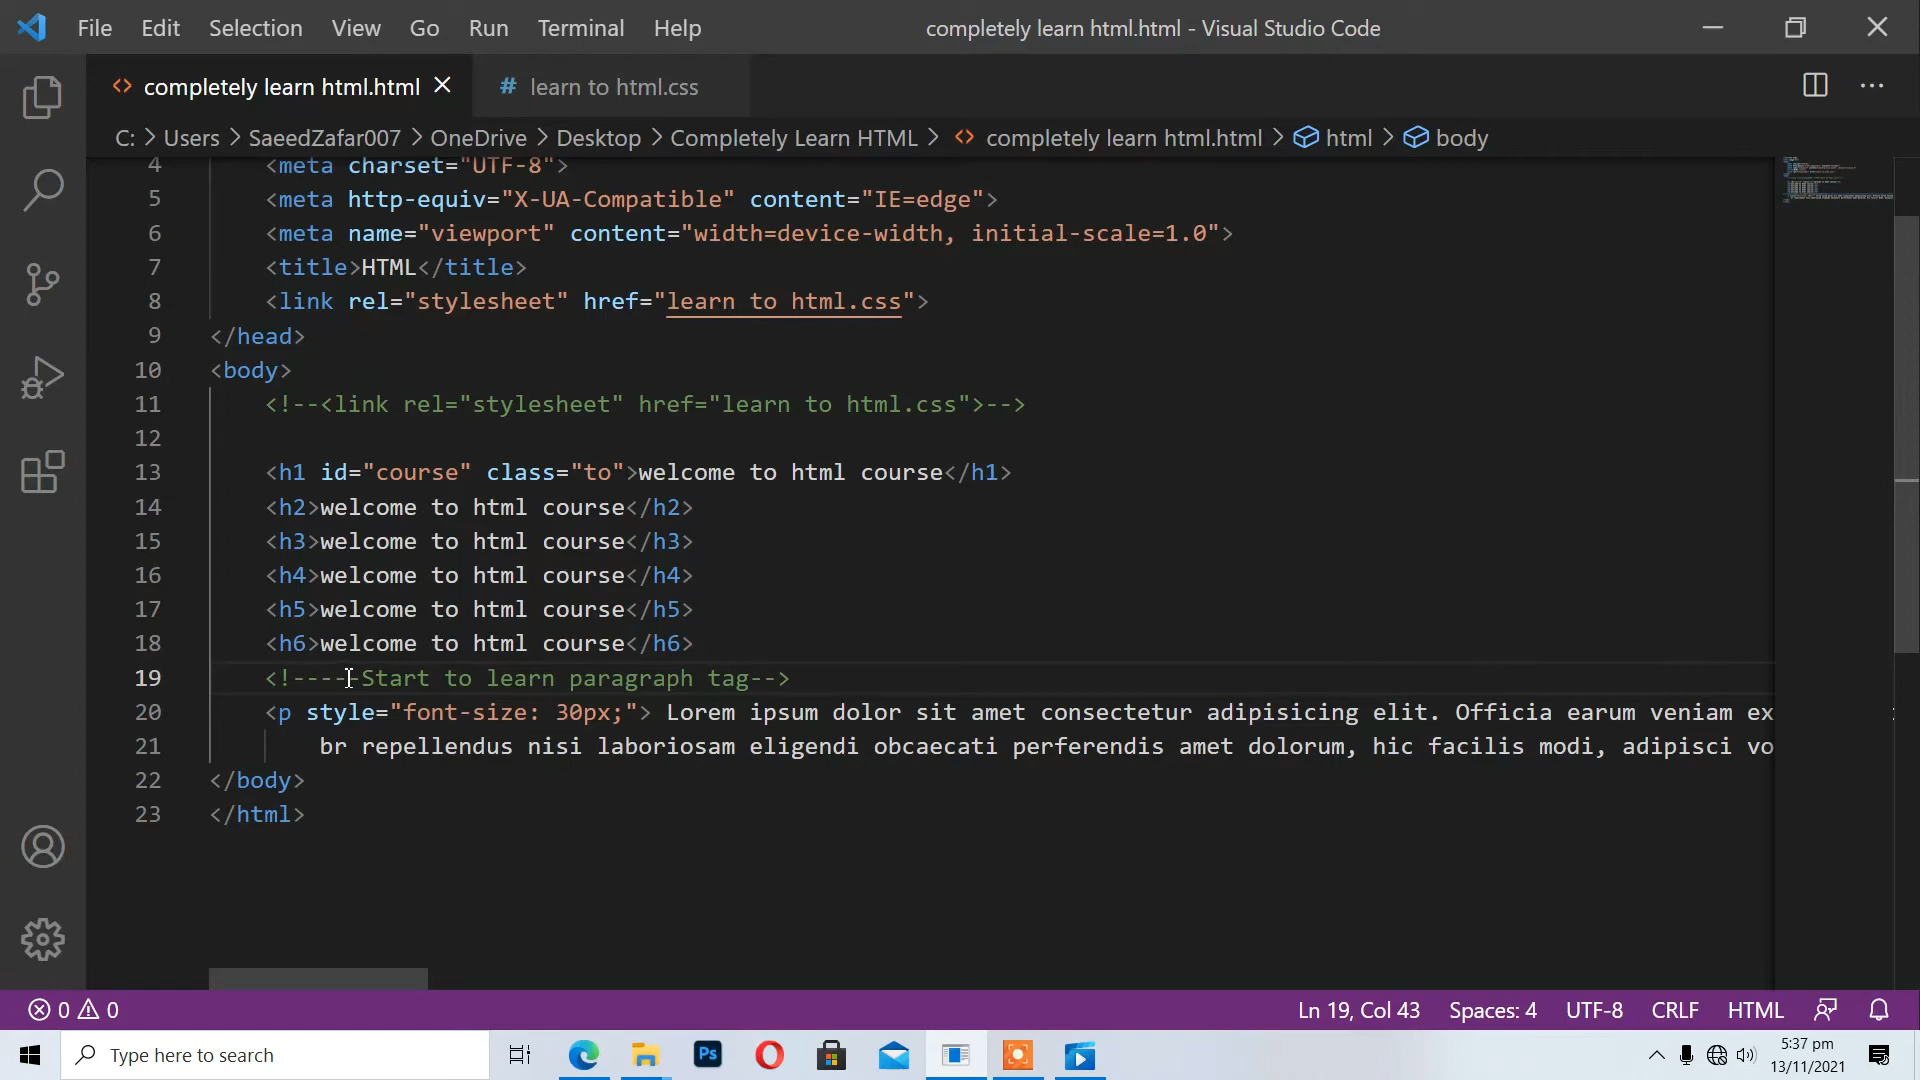 File Edit Selection View Go Run Terminal Help completely learn html.html - Visual Studio Code
completely learn html.html # learn to html.css
C: > Users > SaeedZafar007 > OneDrive > Desktop > Completely Learn HTML > completely learn html.html > html > body
4 <meta charset="UTF-8">
5 <meta http-equiv="X-UA-Compatible" content="IE=edge">
6 <meta name="viewport" content="width=device-width, initial-scale=1.0">
7 <title>HTML</title>
8 <link rel="stylesheet" href="learn to html.css">
9 </head>
10 <body>
11 <!--<link rel="stylesheet" href="learn to html.css">-->
12
13 <h1 id="course" class="to">welcome to html course</h1>
14 <h2>welcome to html course</h2>
15 <h3>welcome to html course</h3>
16 <h4>welcome to html course</h4>
17 <h5>welcome to html course</h5>
18 <h6>welcome to html course</h6>
19 <!-----Start to learn paragraph tag-->
20 <p style="font-size: 30px;"> Lorem ipsum dolor sit amet consectetur adipisicing elit. Officia earum veniam ex
21 br repellendus nisi laboriosam eligendi obcaecati perferendis amet dolorum, hic facilis modi, adipisci vo
22 </body>
23 </html>
0 0 Ln 19, Col 43 Spaces: 4 UTF-8 CRLF HTML
Type here to search
Ps
5:37 pm
13/11/2021